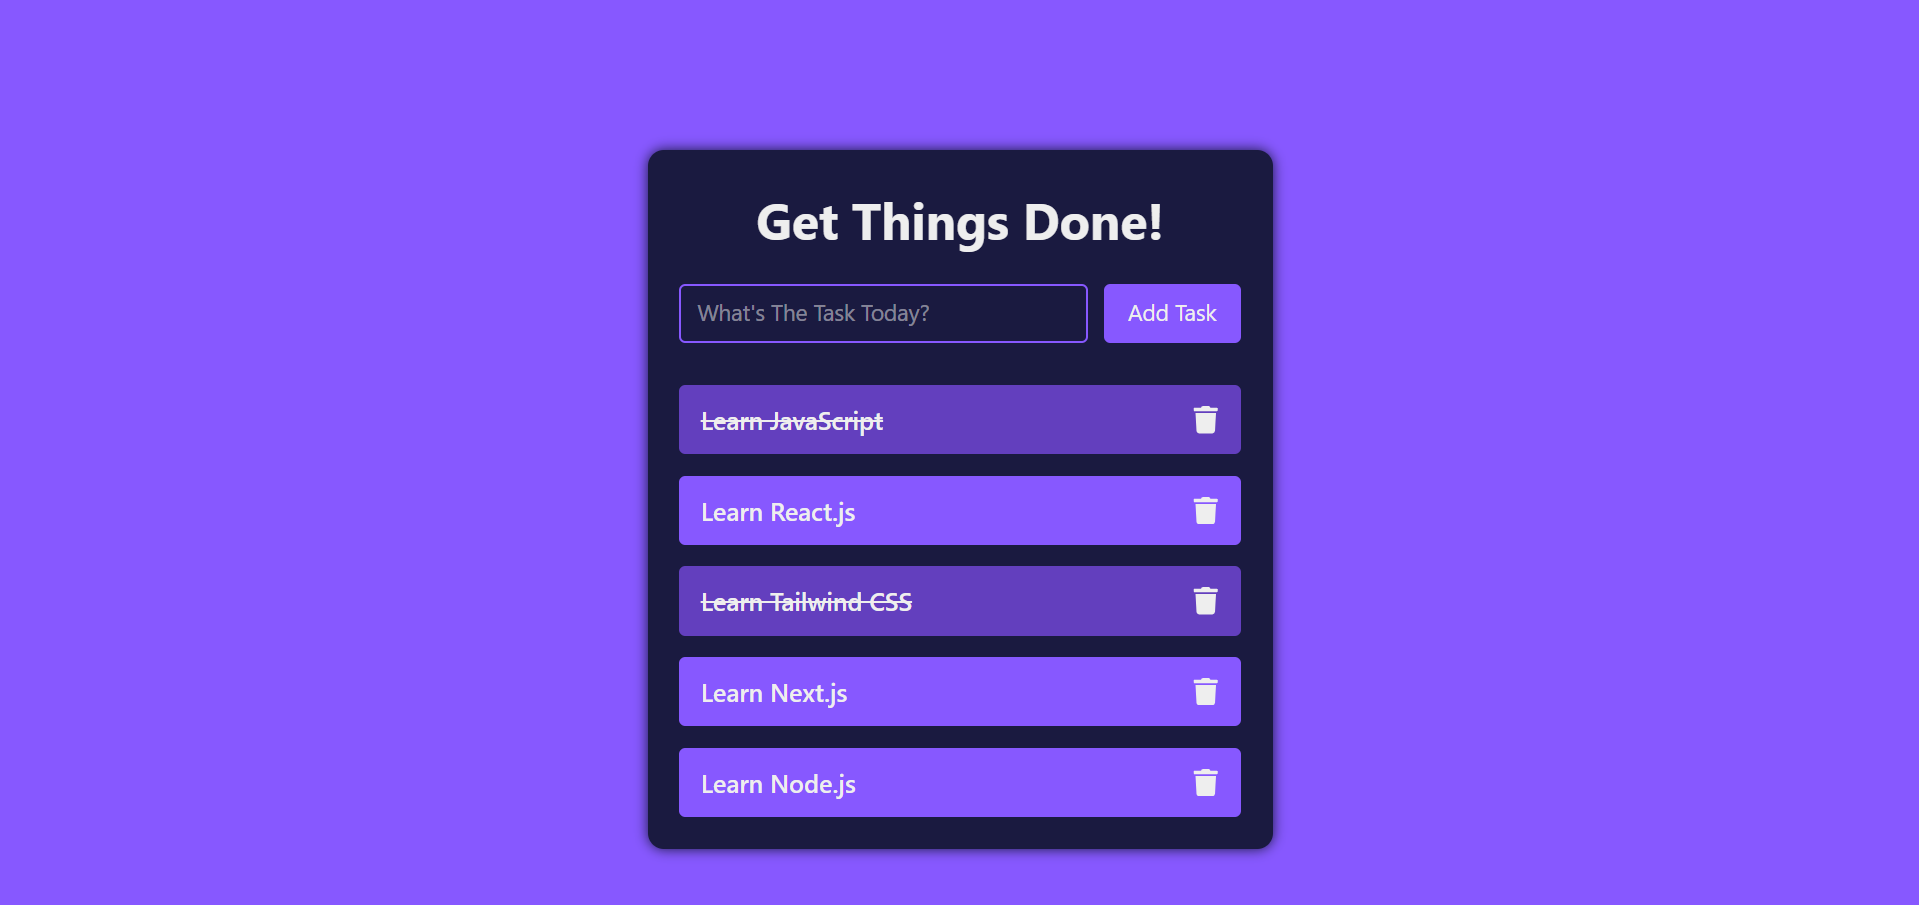 Get Things Done!
What's The Task Today?
Add Task
Learn JavaScript
Learn React.js
Learn Tailwind CSS
Learn Next.js
Learn Node.js